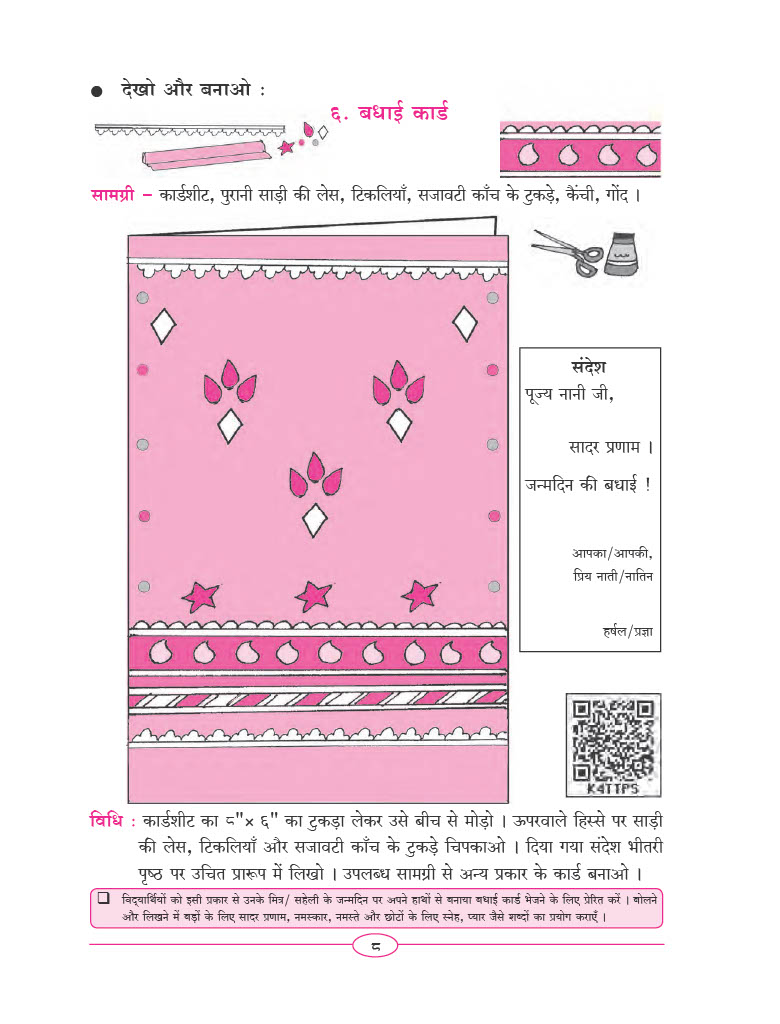 ● देखो और बनाओ :
६. बधाई कार्ड
सामग्री – कार्डशीट, पुरानी साड़ी की लेस, टिकलियाँ, सजावटी काँच के टुकड़े, कैंची, गोंद ।
संदेश
पूज्य नानी जी,
सादर प्रणाम ।
जन्मदिन की बधाई !
आपका/आपकी,
प्रिय नाती/नातिन
हर्षल/प्रज्ञा
K4TTPS
विधि : कार्डशीट का ८"× ६" का टुकड़ा लेकर उसे बीच से मोड़ो । ऊपरवाले हिस्से पर साड़ी
की लेस, टिकलियाँ और सजावटी काँच के टुकड़े चिपकाओ । दिया गया संदेश भीतरी
पृष्ठ पर उचित प्रारूप में लिखो । उपलब्ध सामग्री से अन्य प्रकार के कार्ड बनाओ ।
❑ विद्यार्थियों को इसी प्रकार से उनके मित्र/ सहेली के जन्मदिन पर अपने हाथों से बनाया बधाई कार्ड भेजने के लिए प्रेरित करें । बोलने
और लिखने में बड़ों के लिए सादर प्रणाम, नमस्कार, नमस्ते और छोटों के लिए स्नेह, प्यार जैसे शब्दों का प्रयोग कराएँ ।
८